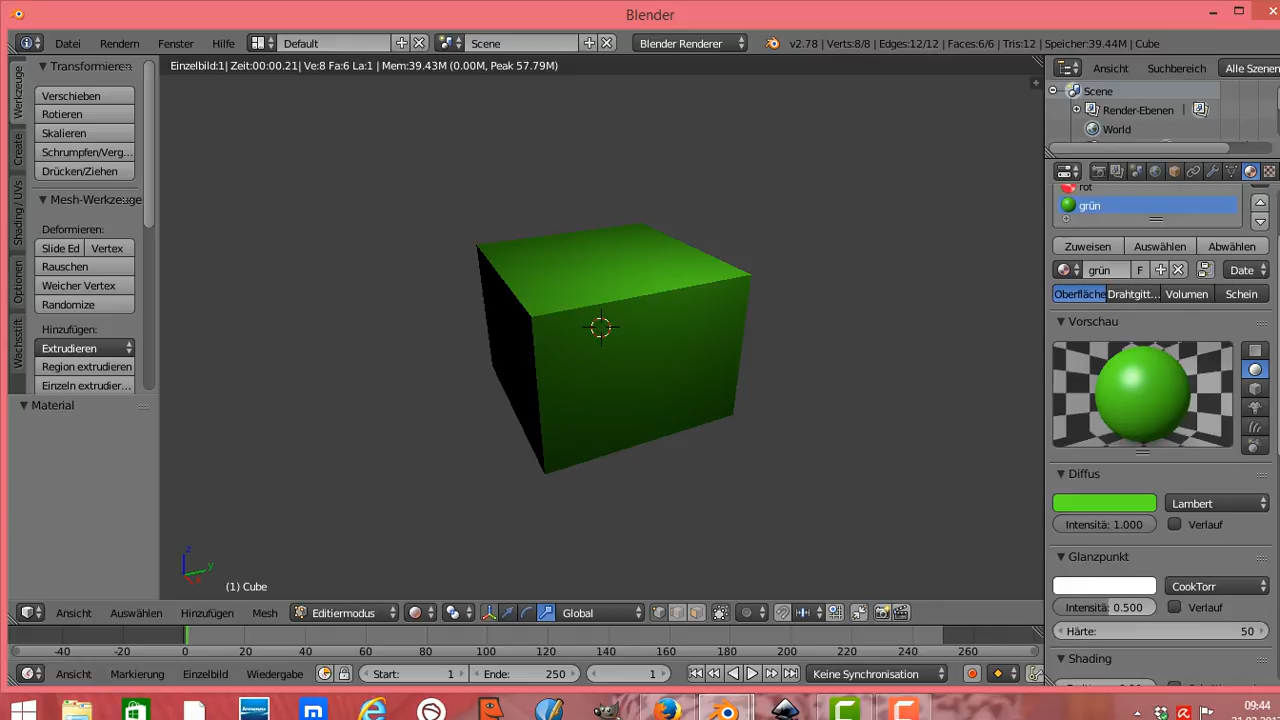 Blender
Datei Rendern Fenster Hilfe Default Scene Blender Renderer v2.78 | Verts:8/8 | Edges:12/12 | Faces:6/6 | Tris:12 | Speicher:39.44M | Cube
Einzelbild:1| Zeit:00:00.21| Ve:8 Fa:6 La:1 | Mem:39.43M (0.00M, Peak 57.79M)
Werkzeuge
Create
Shading / UVs
Optionen
Wachsstift
Transformieren
Verschieben
Rotieren
Skalieren
Schrumpfen/Verg...
Drücken/Ziehen
Mesh-Werkzeuge
Deformieren:
Slide Ed Vertex
Rauschen
Weicher Vertex
Randomize
Hinzufügen:
Extrudieren
Region extrudieren
Einzeln extrudier...
Material
(1) Cube
Ansicht Suchbereich Alle Szenen
Scene
Render-Ebenen |
World
rot
grün
Zuweisen Auswählen Abwählen
grün F Date
Oberfläche Drahtgitt... Volumen Schein
Vorschau
Diffus
Lambert
Intensitä: 1.000 Verlauf
Glanzpunkt
CookTorr
Intensitä: 0.500 Verlauf
Härte: 50
Shading
Ansicht Auswählen Hinzufügen Mesh Editiermodus Global
-40 -20 0 20 40 60 80 100 120 140 160 180 200 220 240 260
Ansicht Markierung Einzelbild Wiedergabe Start: 1 Ende: 250 1 Keine Synchronisation
lenovo
09:44